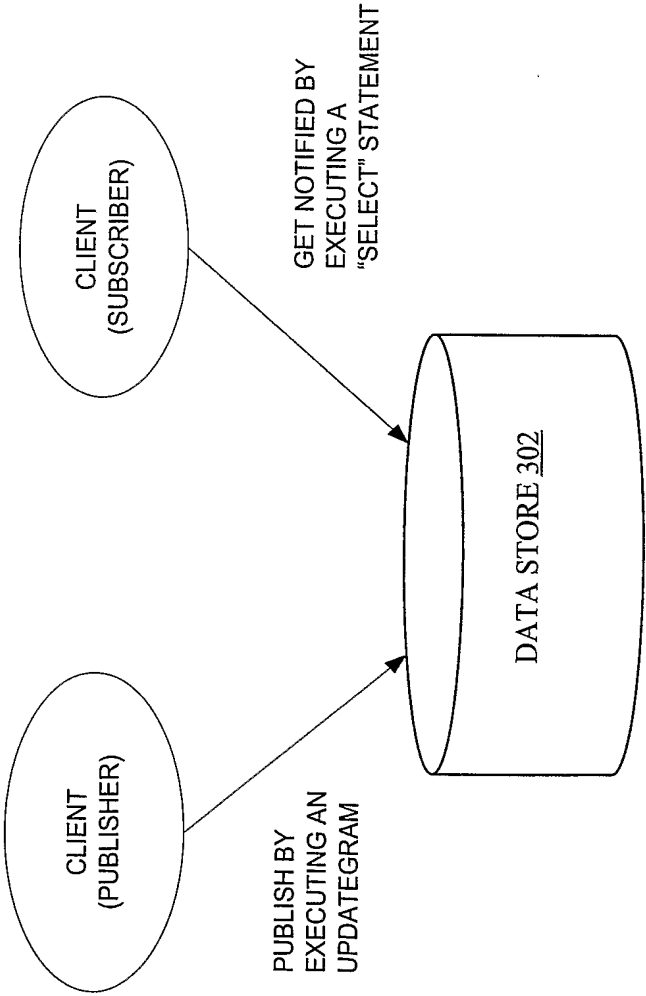 CLIENT
(PUBLISHER)
CLIENT
(SUBSCRIBER)
PUBLISH BY
EXECUTING AN
UPDATEGRAM
GET NOTIFIED BY
EXECUTING A
“SELECT” STATEMENT
DATA STORE 302